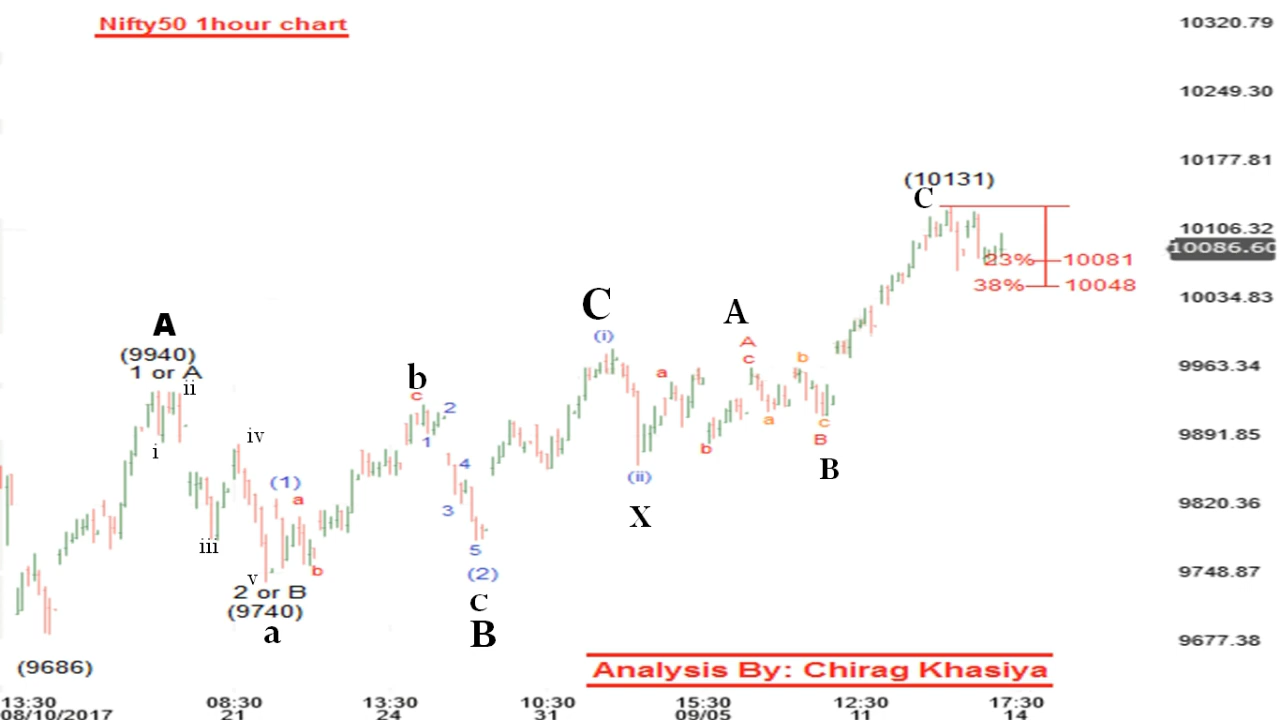 Nifty50 1hour chart
10320.79
10249.30
10177.81
(10131)
C
10106.32
10086.60
23% 10081
38% 10048
10034.83
C
A
A
(i)
(9940)
A
1 or A
c
b
9963.34
ii
b
a
c
2
a
c
iv
1
b
B
9891.85
i
4
B
(ii)
(1)
a
3
X
9820.36
iii
5
b
(2)
9748.87
v
2 or B
C
(9740)
a
B
9677.38
(9686)
Analysis By: Chirag Khasiya
13:30 08:30 13:30 10:30 15:30 12:30 17:30
08/10/2017 21 24 31 09/05 11 14